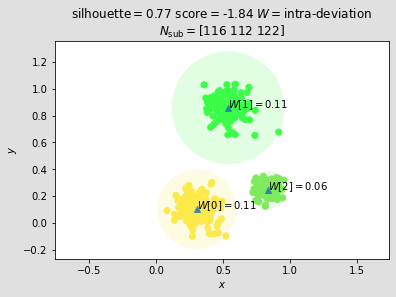 silhouette = 0.77 score = -1.84 W = intra-deviation
N_sub = [116 112 122]
1.2
1.0
0.8
0.6
0.4
0.2
0.0
−0.2
y
W[1] = 0.11
W[2] = 0.06
W[0] = 0.11
−0.5
0.0
0.5
1.0
1.5
x